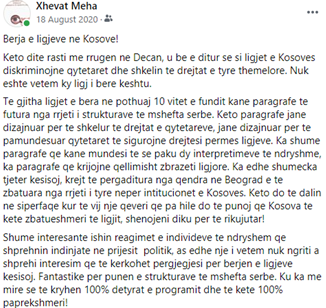 Xhevat Meha
18 August 2020 ·
Berja e ligjeve ne Kosove!
Keto dite rasti me rrugen ne Decan, u be e ditur se si ligjet e Kosoves
diskriminojne qytetaret dhe shkelin te drejtat e tyre themelore. Nuk
eshte vetem ky ligj i bere keshtu.
Te gjitha ligjet e bera ne pothuaj 10 vitet e fundit kane paragrafe te
futura nga rrjeti i strukturave te mshefta serbe. Keto paragrafe jane
dizajnuar per te shkelur te drejtat e qytetareve, jane dizajnuar per te
pamundesuar qytetaret te sigurojne drejtesi permes ligjeve. Ka shume
paragrafe qe kane mundesi te se paku dy interpretimeve te ndryshme,
ka paragrafe qe krijojne qellimisht zbrazeti ligjore. Ka edhe shumecka
tjeter kesisoj, krejt te pergaditura nga qendra ne Beograd e te
zbatuara nga rrjeti i tyre neper intitucionet e Kosoves. Keto do te dalin
ne siperfaqe kur te vij nje qeveri qe pa hile do te punoj qe Kosova te
kete zbatueshmeri te ligjit, shenojeni diku per te rikujtuar!
Shume interesante ishin reagimet e individeve te ndryshem qe
shprehnin indinjate ne prijesit  politik, as edhe nje i vetem nuk ngriti a
shprehi interesim qe te kerkohet pergjegjesi per berjen e ligjeve
kesisoj. Fantastike per punen e strukturave te mshefta serbe. Ku ka me
mire se te kryhen 100% detyrat e programit dhe te kete 100%
paprekshmeri!